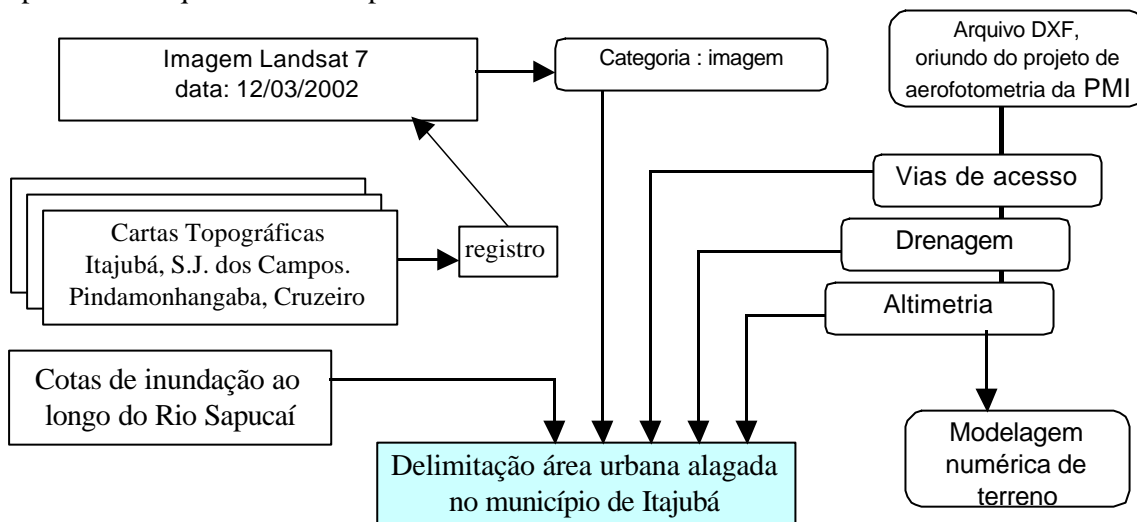 Imagem Landsat 7
data: 12/03/2002
Categoria : imagem
Arquivo DXF,
oriundo do projeto de
aerofotometria da PMI
Vias de acesso
Cartas Topográficas
Itajubá, S.J. dos Campos.
Pindamonhangaba, Cruzeiro
registro
Drenagem
Altimetria
Cotas de inundação ao
longo do Rio Sapucaí
Delimitação área urbana alagada
no município de Itajubá
Modelagem
numérica de
terreno